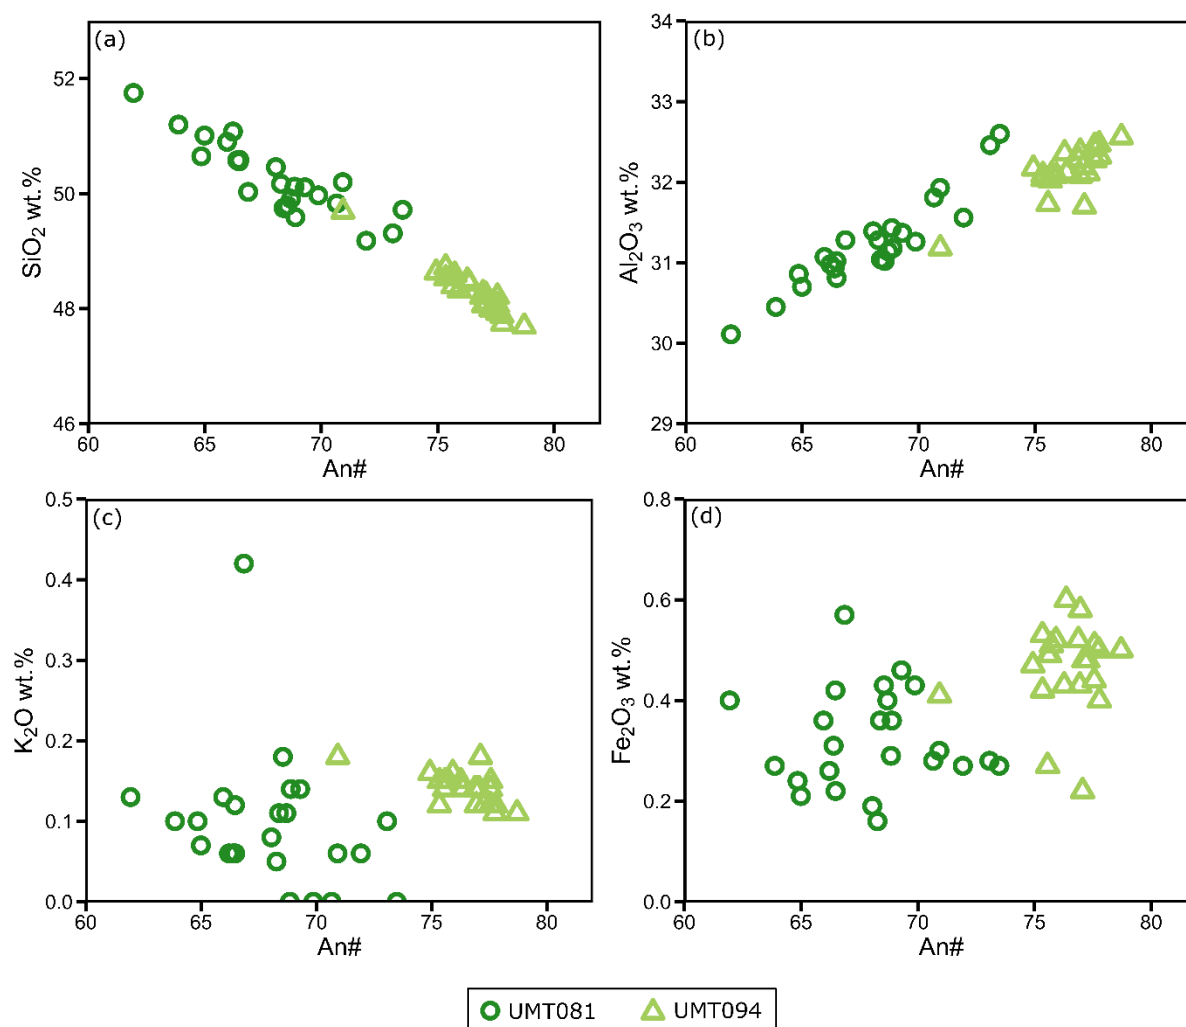 (a)
SiO₂ wt.%
52
50
48
46
60 65 70 75 80
An#
(b)
Al₂O₃ wt.%
34
33
32
31
30
29
60 65 70 75 80
An#
(c)
K₂O wt.%
0.5
0.4
0.3
0.2
0.1
0.0
60 65 70 75 80
An#
(d)
Fe₂O₃ wt.%
0.8
0.6
0.4
0.2
0.0
60 65 70 75 80
An#
UMT081 UMT094